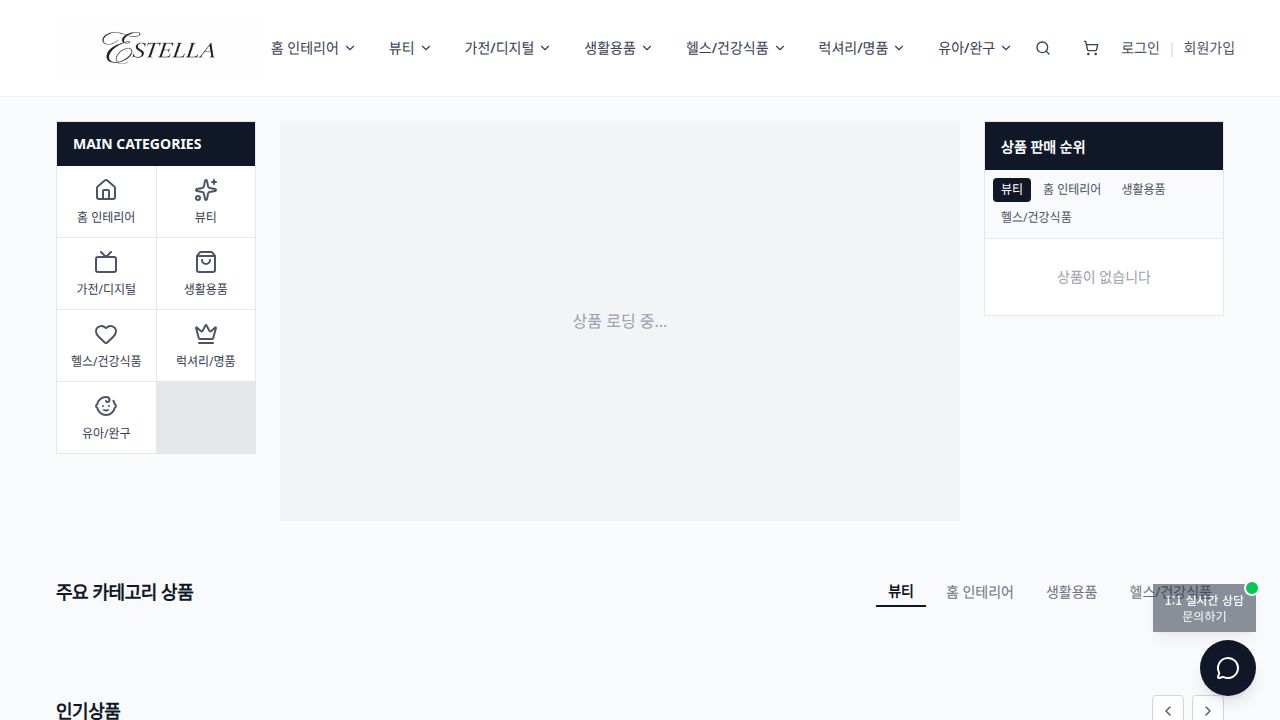 ESTELLA
홈 인테리어
뷰티
가전/디지털
생활용품
헬스/건강식품
럭셔리/명품
유아/완구
로그인 | 회원가입
MAIN CATEGORIES
홈 인테리어
뷰티
가전/디지털
생활용품
헬스/건강식품
럭셔리/명품
유아/완구
상품 로딩 중...
상품 판매 순위
뷰티
홈 인테리어
생활용품
헬스/건강식품
상품이 없습니다
주요 카테고리 상품
뷰티
홈 인테리어
생활용품
헬스/건강식품
1:1 실시간 상담
문의하기
인기상품